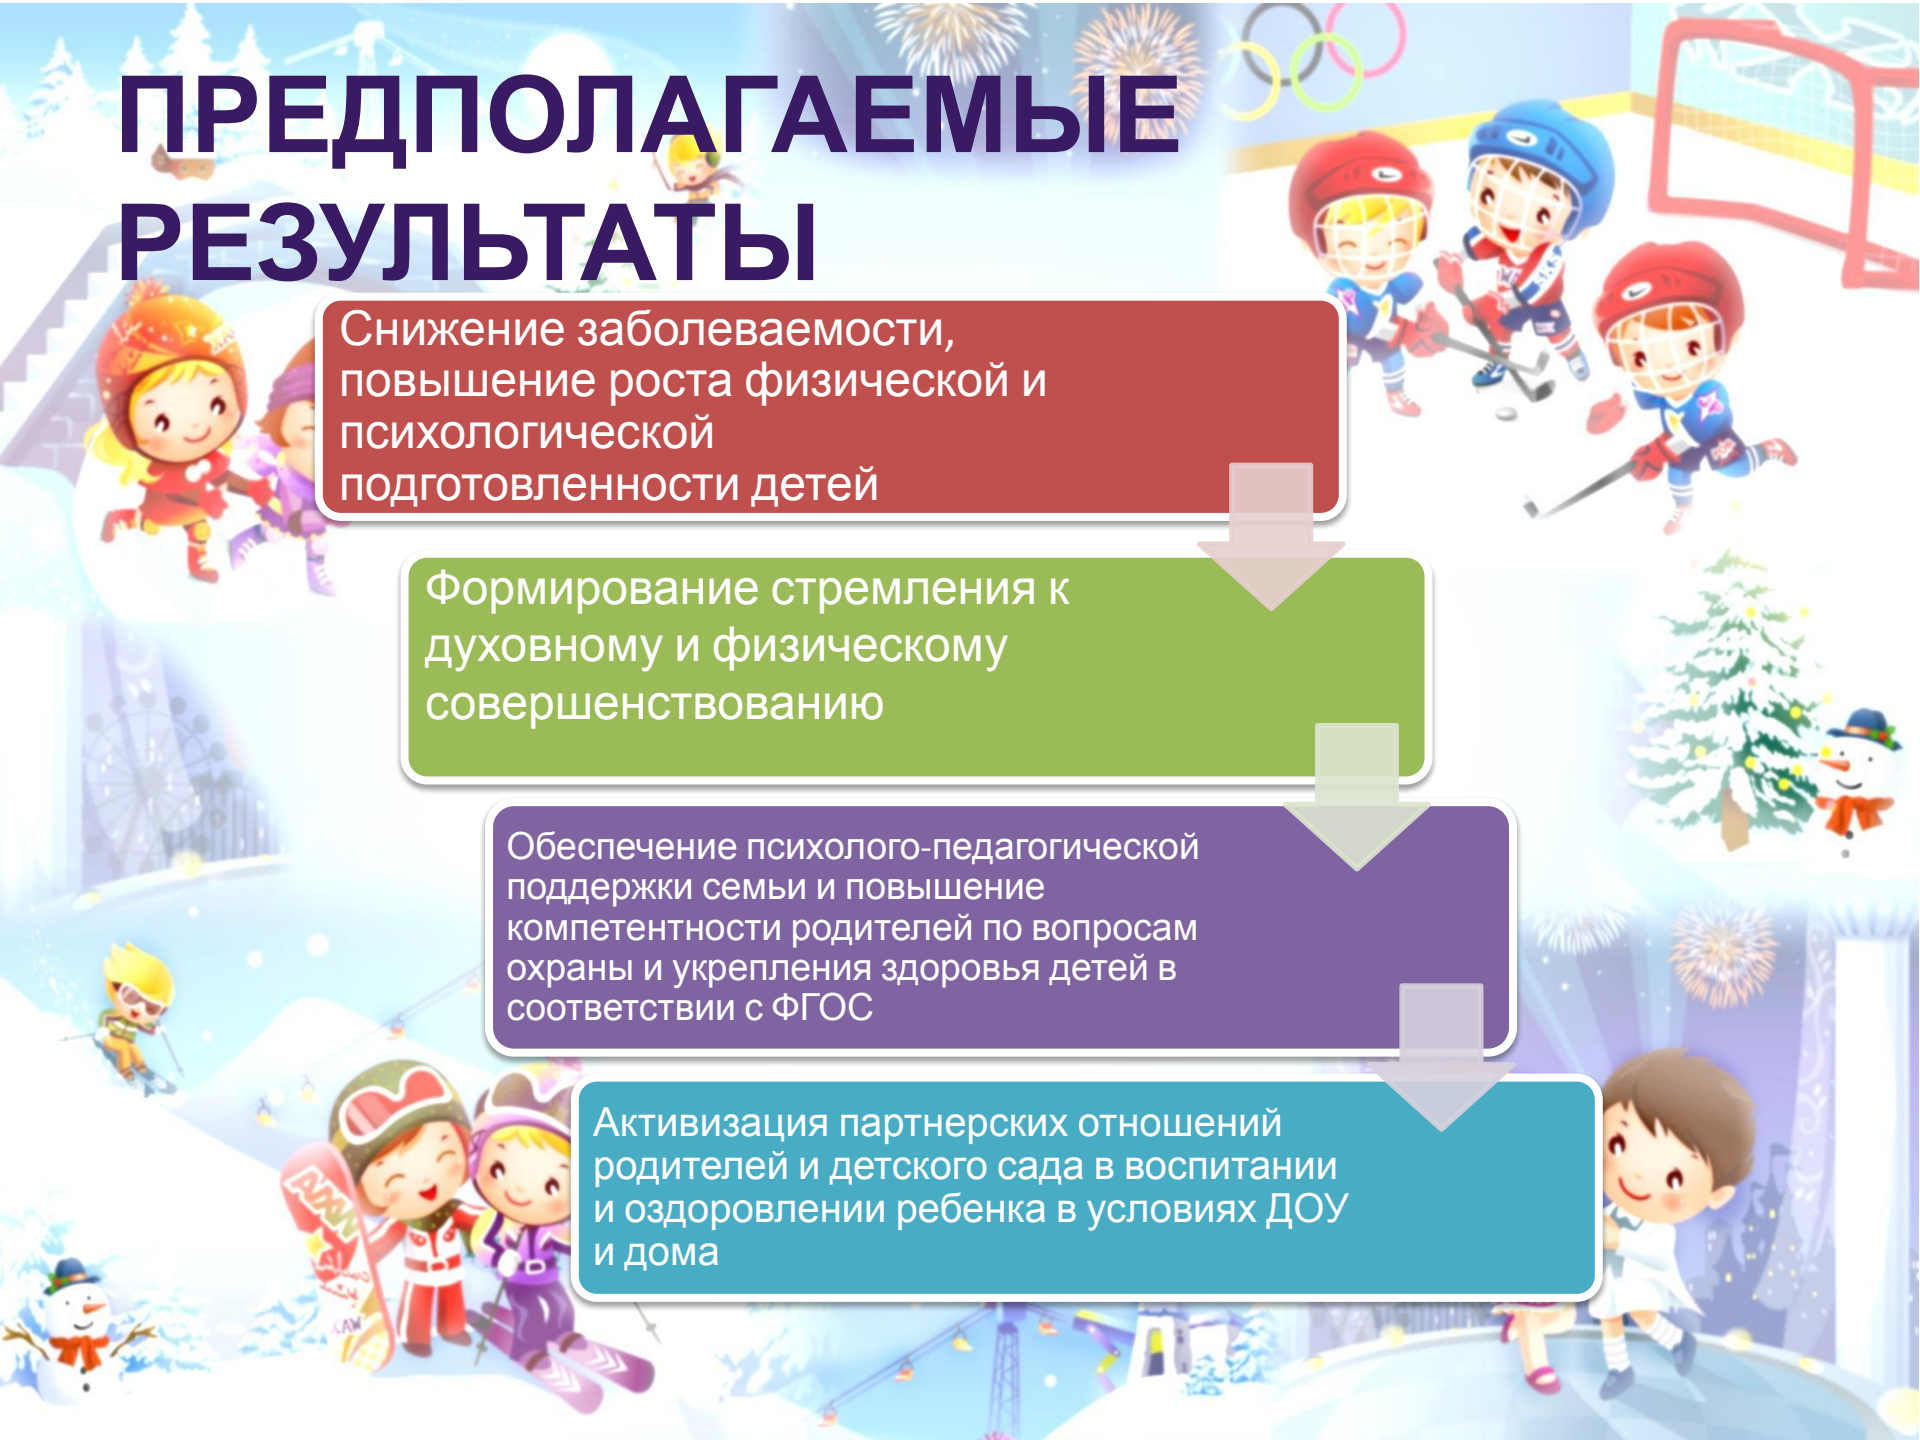 ПРЕДПОЛАГАЕМЫЕ
РЕЗУЛЬТАТЫ
Снижение заболеваемости,
повышение роста физической и
психологической
подготовленности детей
Формирование стремления к
духовному и физическому
совершенствованию
Обеспечение психолого-педагогической
поддержки семьи и повышение
компетентности родителей по вопросам
охраны и укрепления здоровья детей в
соответствии с ФГОС
Активизация партнерских отношений
родителей и детского сада в воспитании
и оздоровлении ребенка в условиях ДОУ
и дома